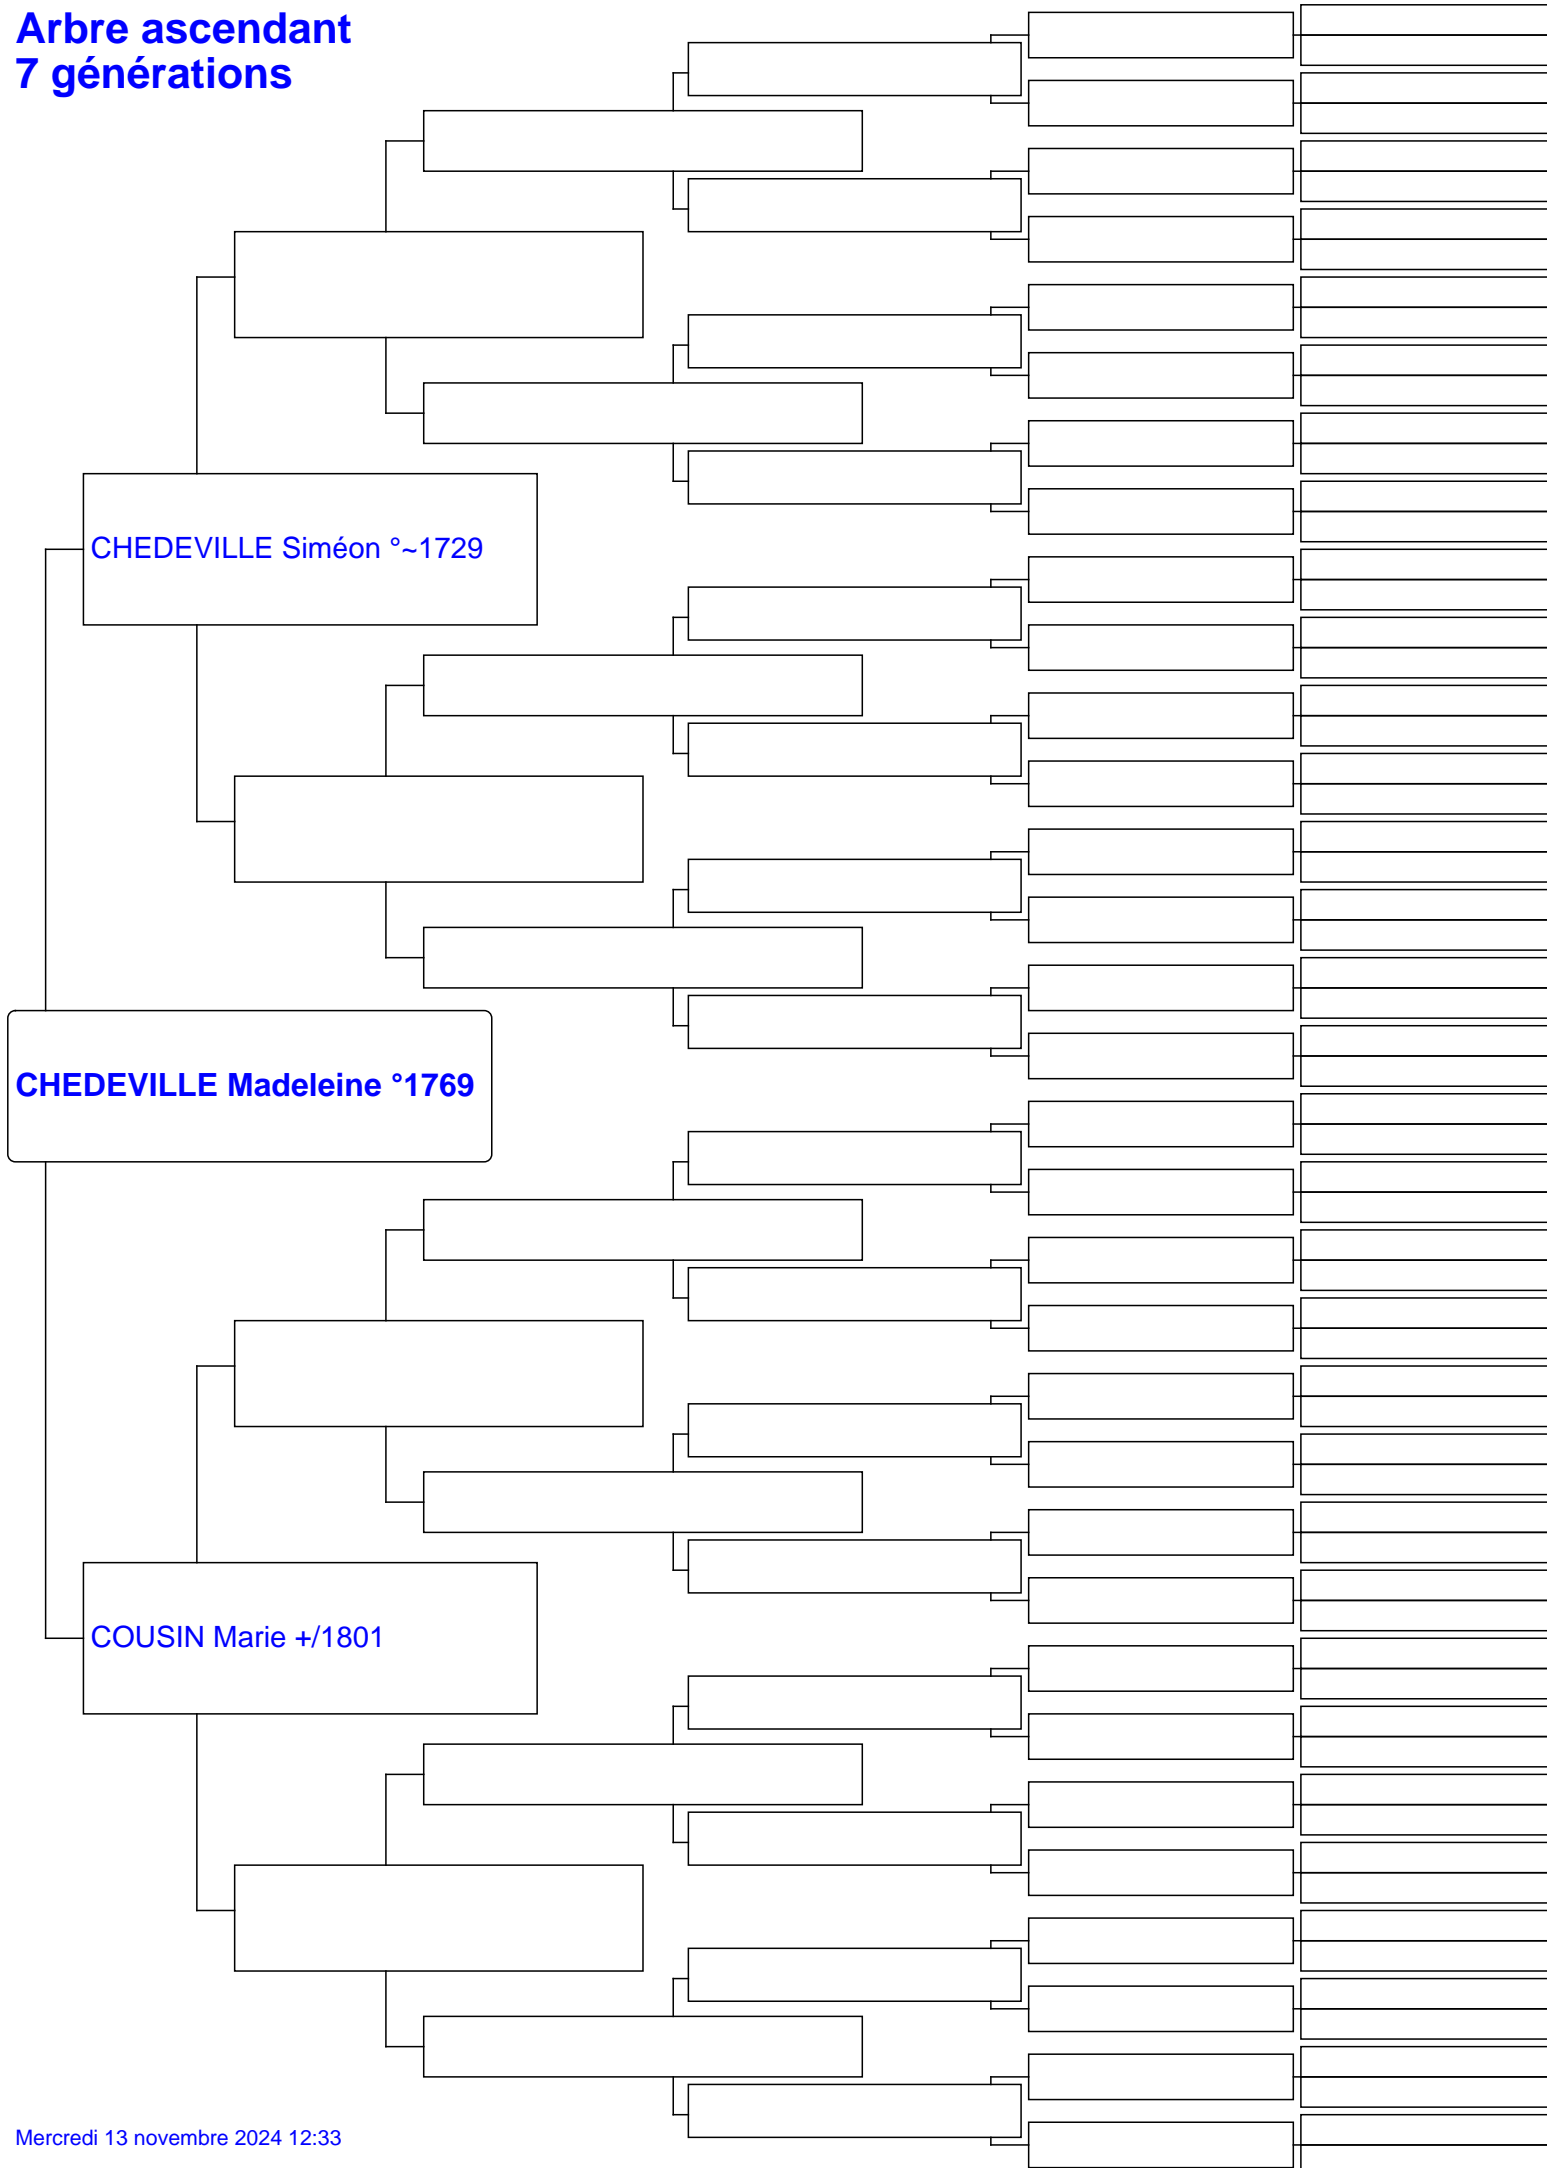 Arbre ascendant
7 générations
CHEDEVILLE Siméon °~1729
CHEDEVILLE Madeleine °1769
COUSIN Marie +/1801
Mercredi 13 novembre 2024 12:33